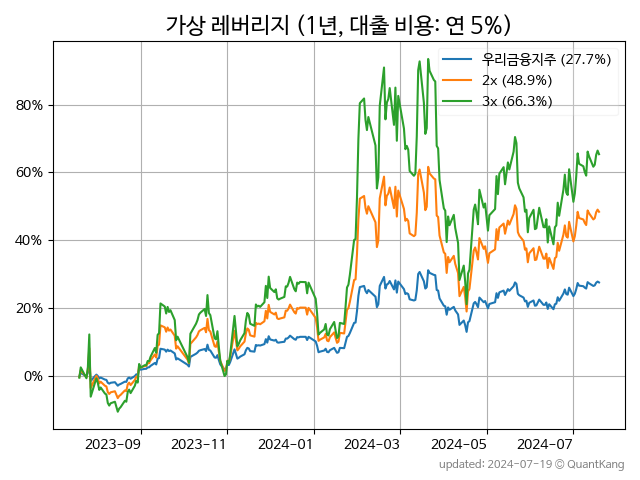 가상 레버리지 (1년, 대출 비용: 연 5%)
우리금융지주 (27.7%)
2x (48.9%)
3x (66.3%)
80%
60%
40%
20%
0%
2023-09
2023-11
2024-01
2024-03
2024-05
2024-07
updated: 2024-07-19 © QuantKang